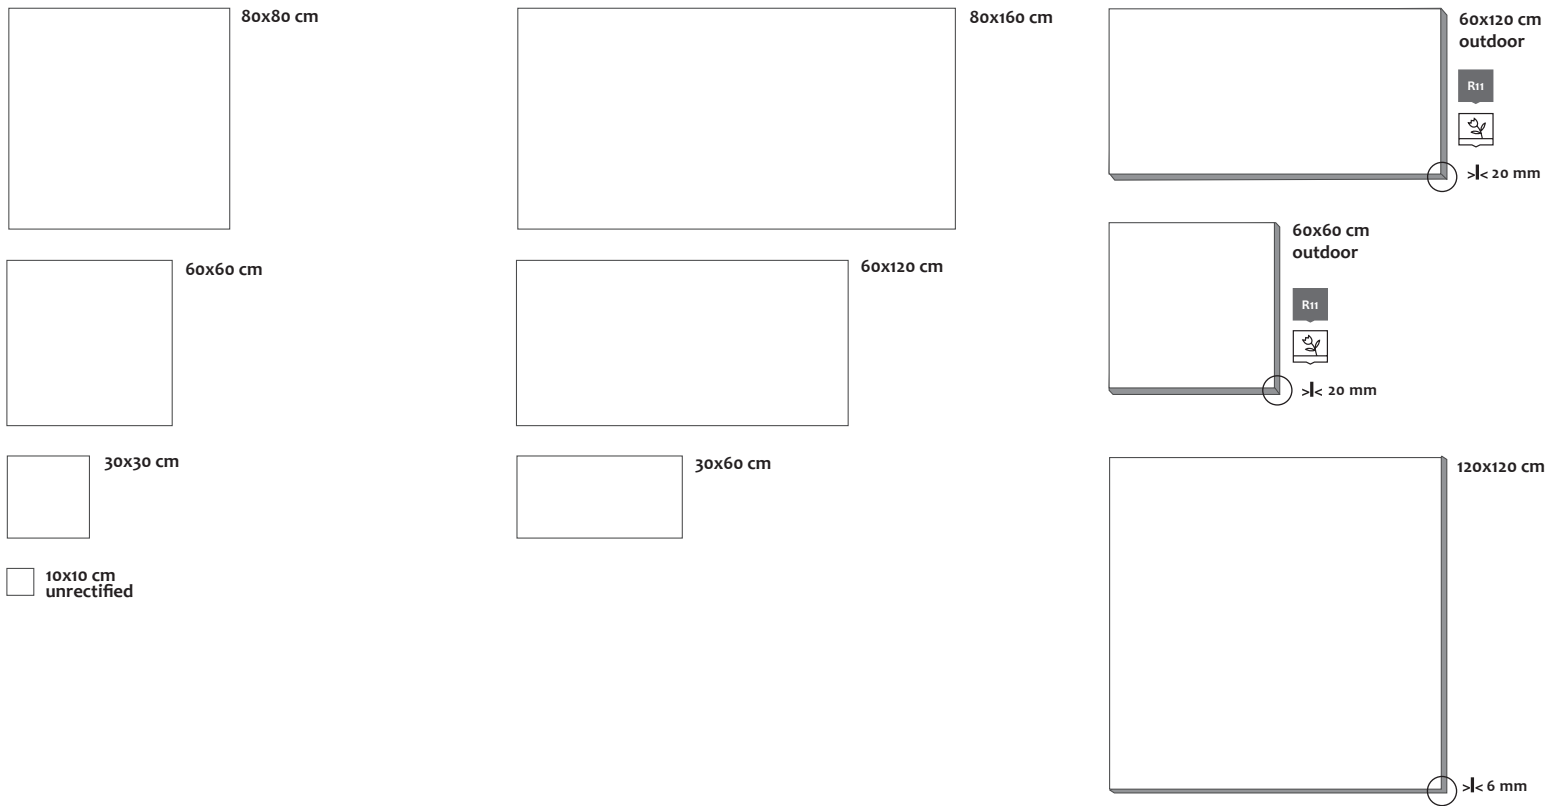 80x80 cm
80x160 cm
60x120 cm
outdoor
R11
>|< 20 mm
60x60 cm
60x120 cm
60x60 cm
outdoor
R11
>|< 20 mm
30x30 cm
30x60 cm
120x120 cm
10x10 cm
unrectified
>|< 6 mm